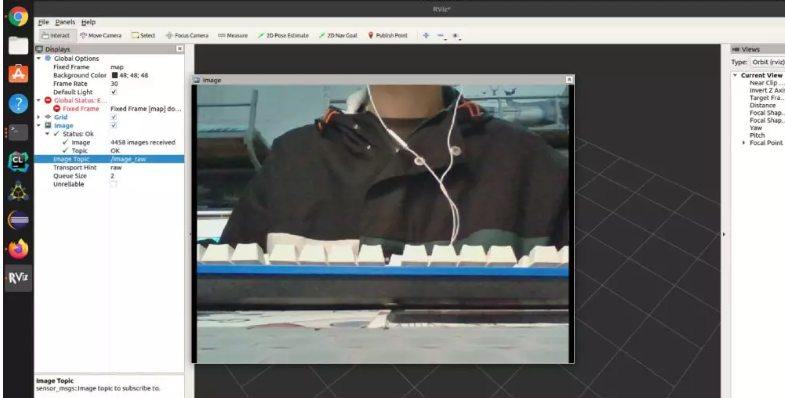 RViz*
File Panels Help
Interact Move Camera Select Focus Camera Measure 2D Pose Estimate 2D Nav Goal Publish Point
Displays
Global Options
Fixed Frame map
Background Color 48; 48; 48
Frame Rate 30
Default Light
Global Status: E...
Fixed Frame Fixed Frame [map] do...
Grid
Image
Status: Ok
Image 4458 images received
Topic OK
Image Topic /image_raw
Transport Hint raw
Queue Size 2
Unreliable
Image Topic
sensor_msgs::Image topic to subscribe to.
Image
Views
Type: Orbit (rviz)
Current View
Near Clip ...
Invert Z Axis
Target Fra...
Distance
Focal Shap...
Focal Shap...
Yaw
Pitch
Focal Point
CL
RViz